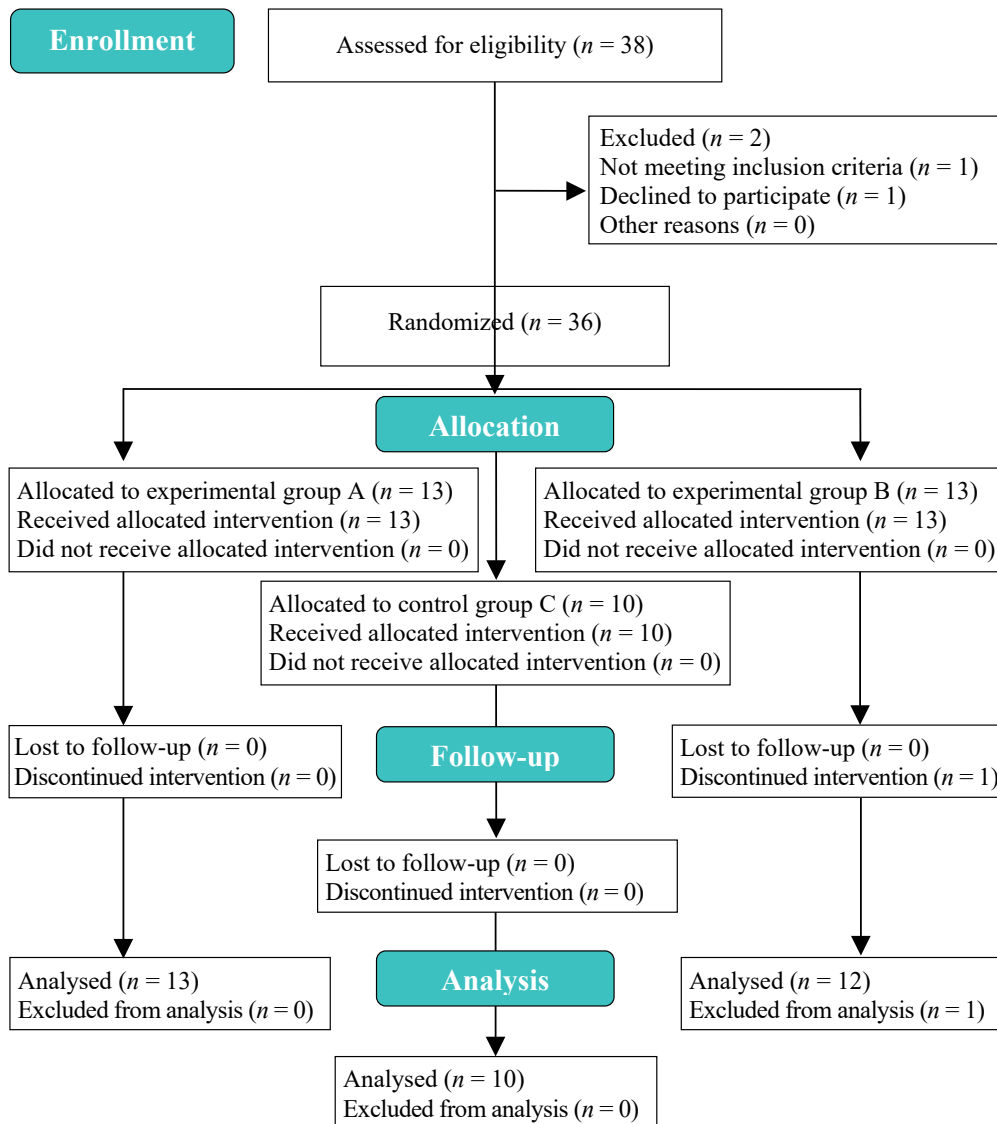 Enrollment
Assessed for eligibility (n = 38)
Excluded (n = 2)
Not meeting inclusion criteria (n = 1)
Declined to participate (n = 1)
Other reasons (n = 0)
Randomized (n = 36)
Allocation
Allocated to experimental group A (n = 13)
Received allocated intervention (n = 13)
Did not receive allocated intervention (n = 0)
Allocated to experimental group B (n = 13)
Received allocated intervention (n = 13)
Did not receive allocated intervention (n = 0)
Allocated to control group C (n = 10)
Received allocated intervention (n = 10)
Did not receive allocated intervention (n = 0)
Follow-up
Lost to follow-up (n = 0)
Discontinued intervention (n = 0)
Lost to follow-up (n = 0)
Discontinued intervention (n = 1)
Lost to follow-up (n = 0)
Discontinued intervention (n = 0)
Analysis
Analysed (n = 13)
Excluded from analysis (n = 0)
Analysed (n = 12)
Excluded from analysis (n = 1)
Analysed (n = 10)
Excluded from analysis (n = 0)